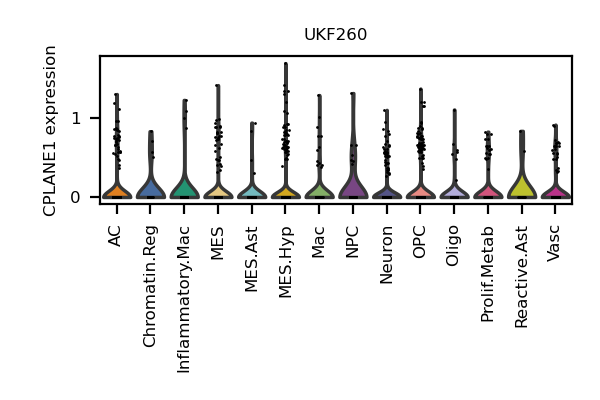 UKF260
CPLANE1 expression
1
0
AC
Chromatin.Reg
Inflammatory.Mac
MES
MES.Ast
MES.Hyp
Mac
NPC
Neuron
OPC
Oligo
Prolif.Metab
Reactive.Ast
Vasc